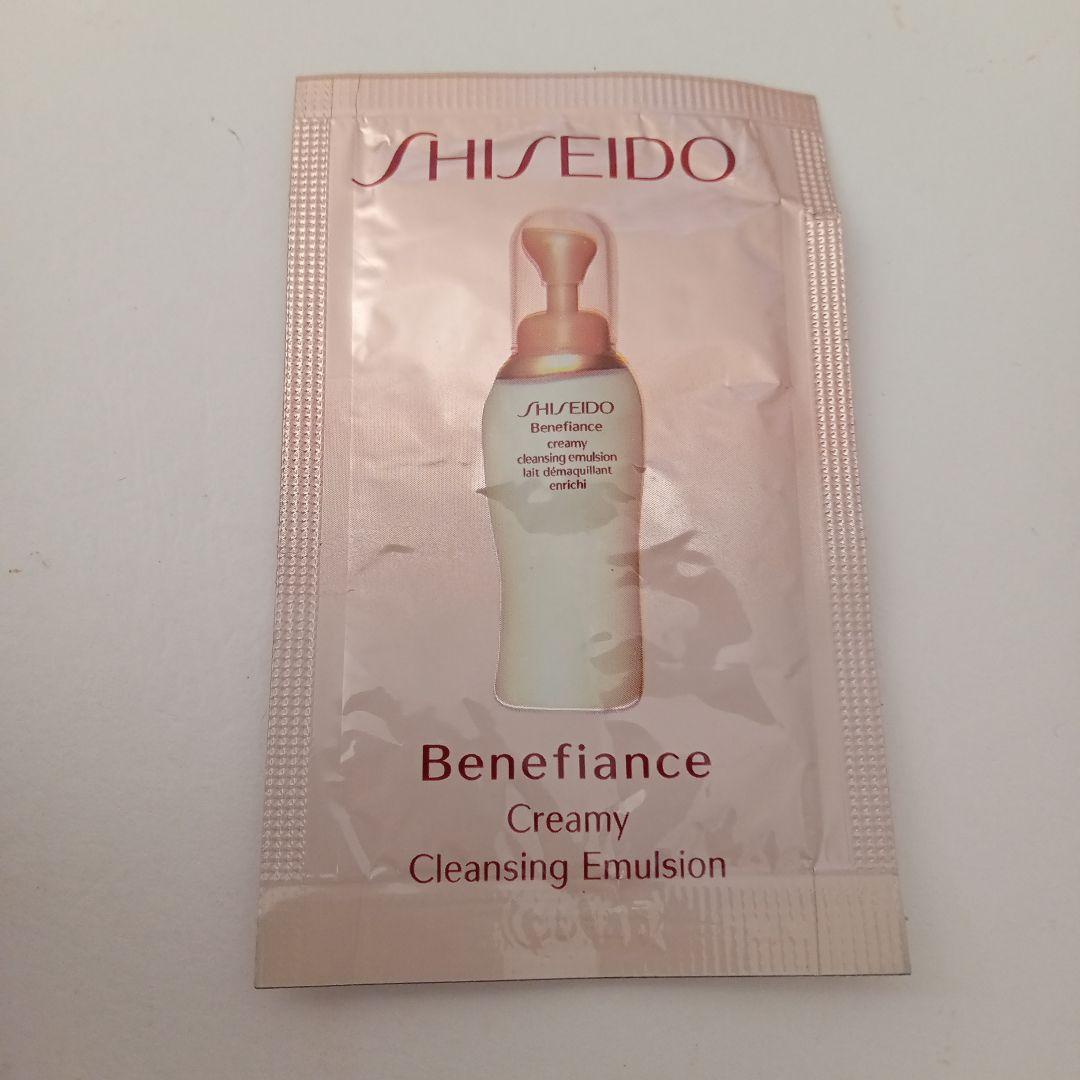 SHISEIDO
SHISEIDO
Benefiance
creamy
cleansing emulsion
lait démaquillant
enrichi
Benefiance
Creamy
Cleansing Emulsion